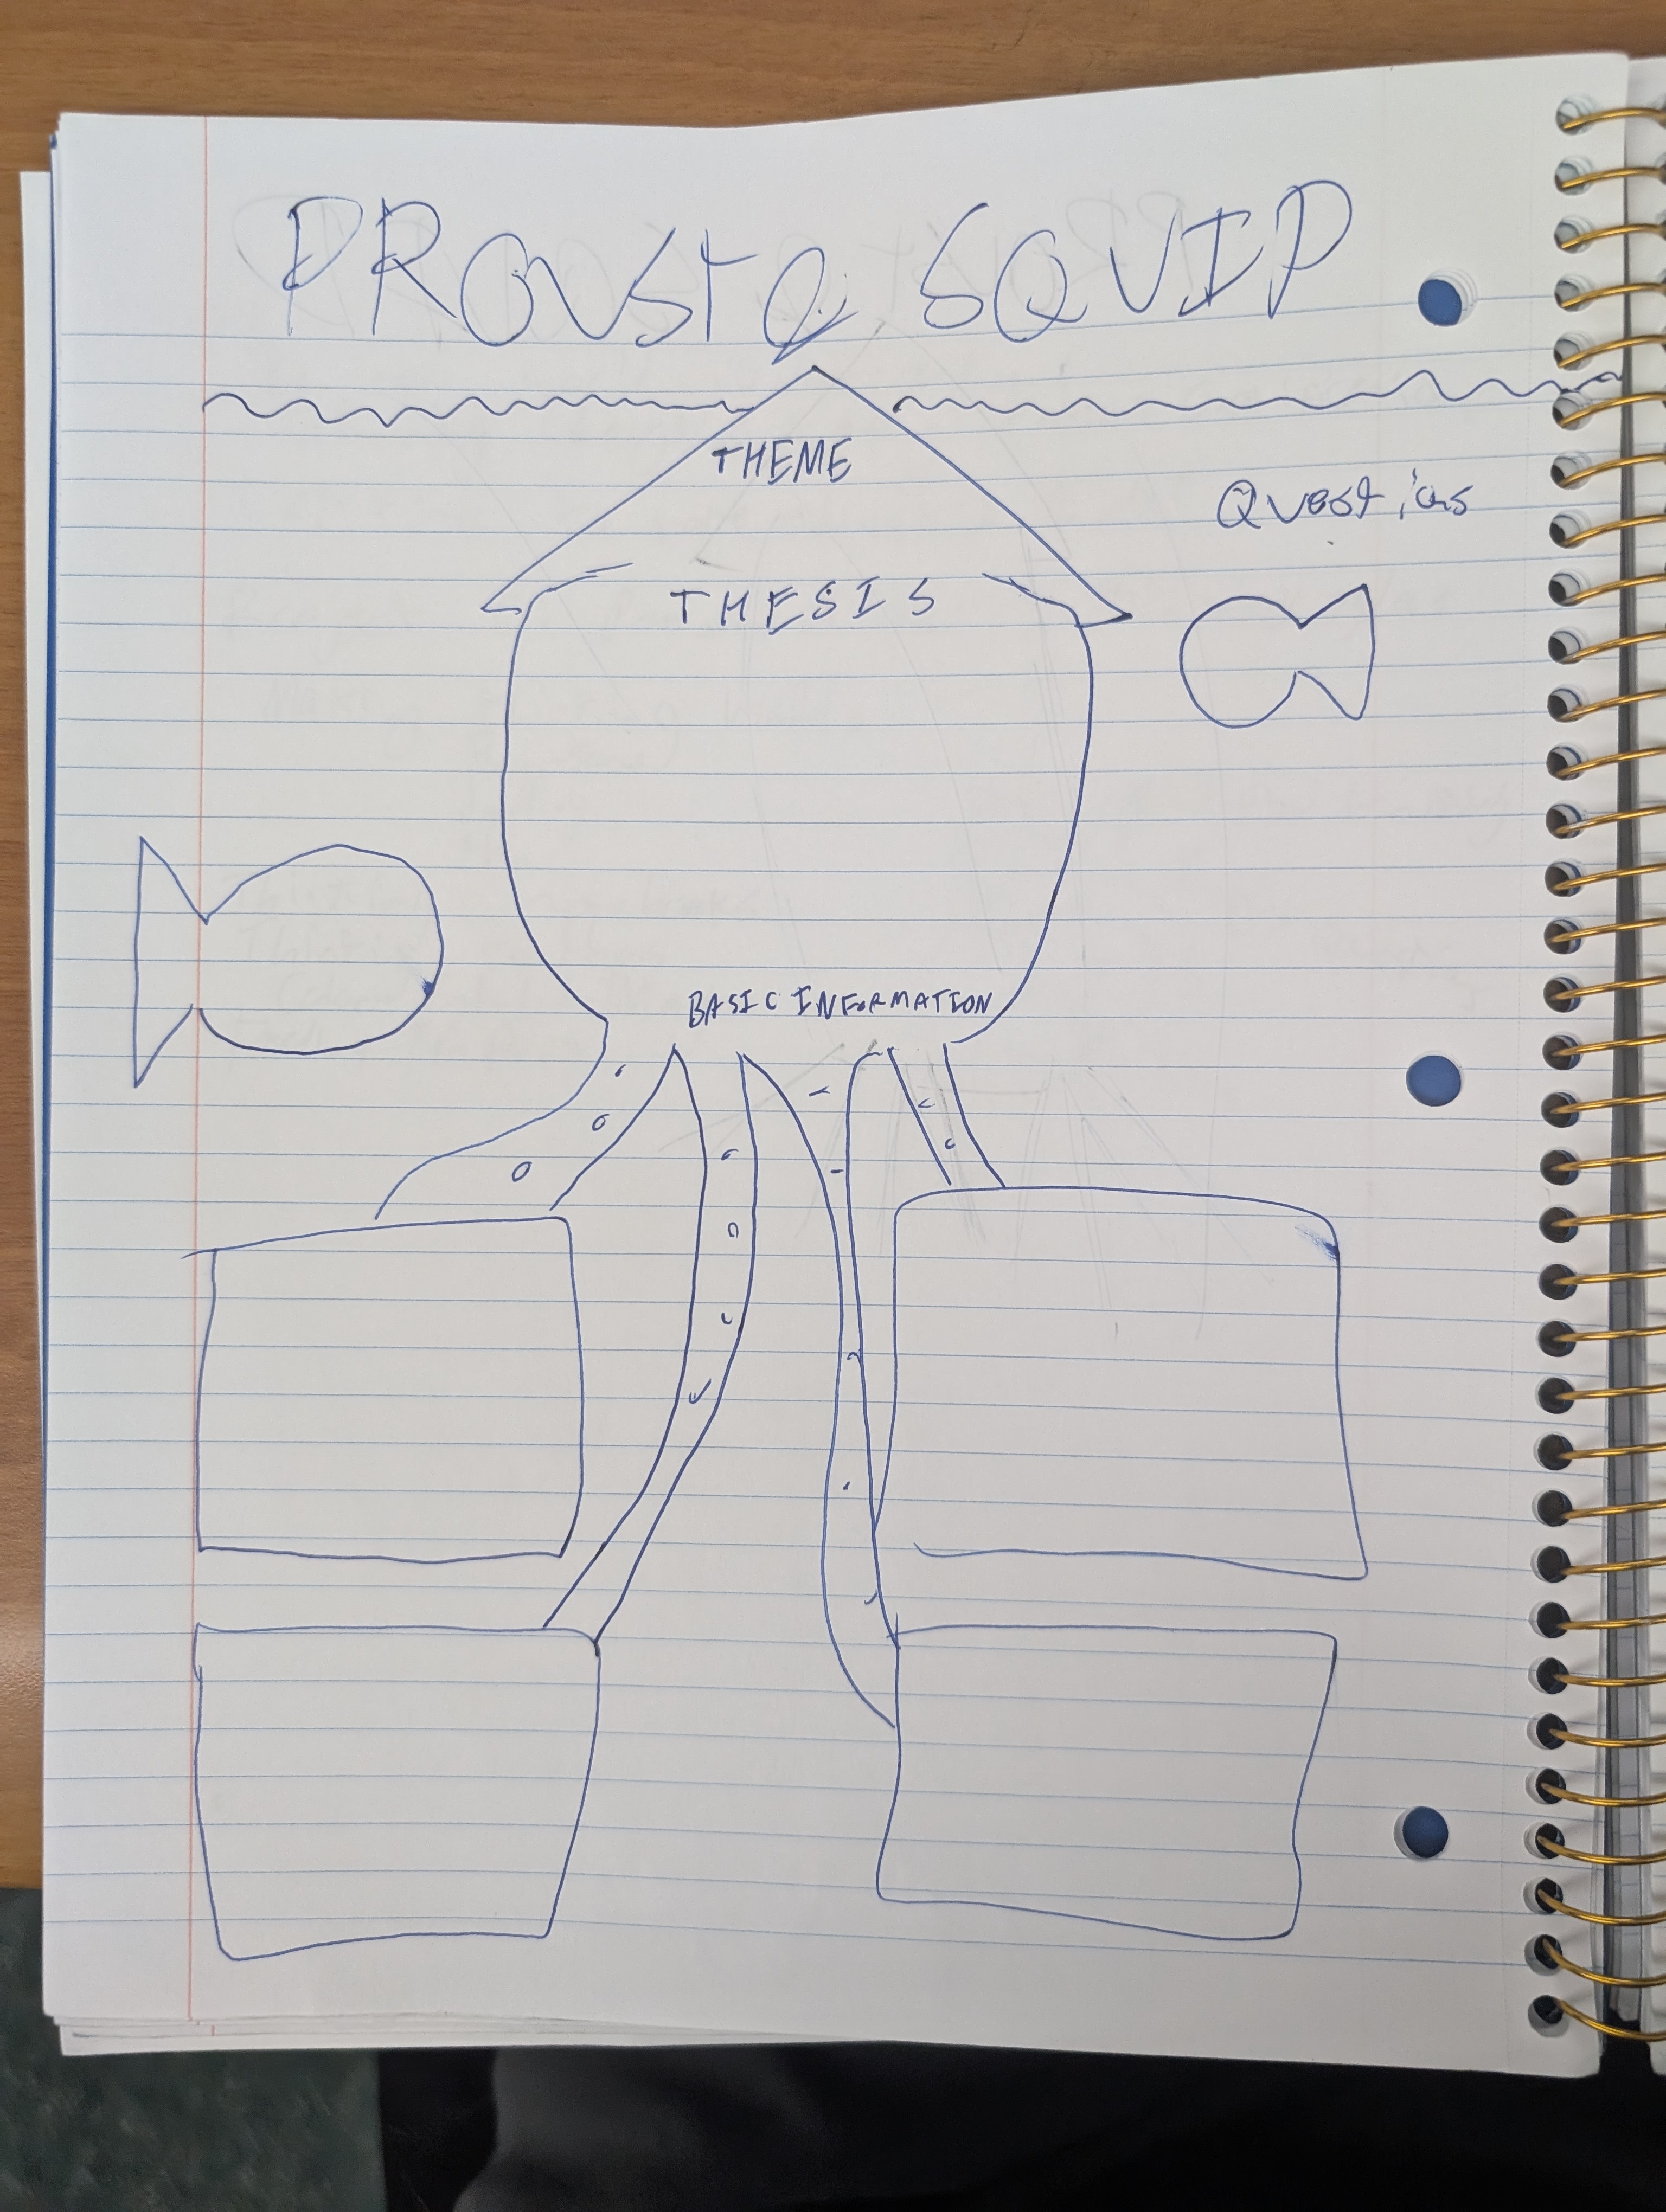 PROUST Q SQUIP
THEME
Questions
THESIS
BASIC INFORMATION